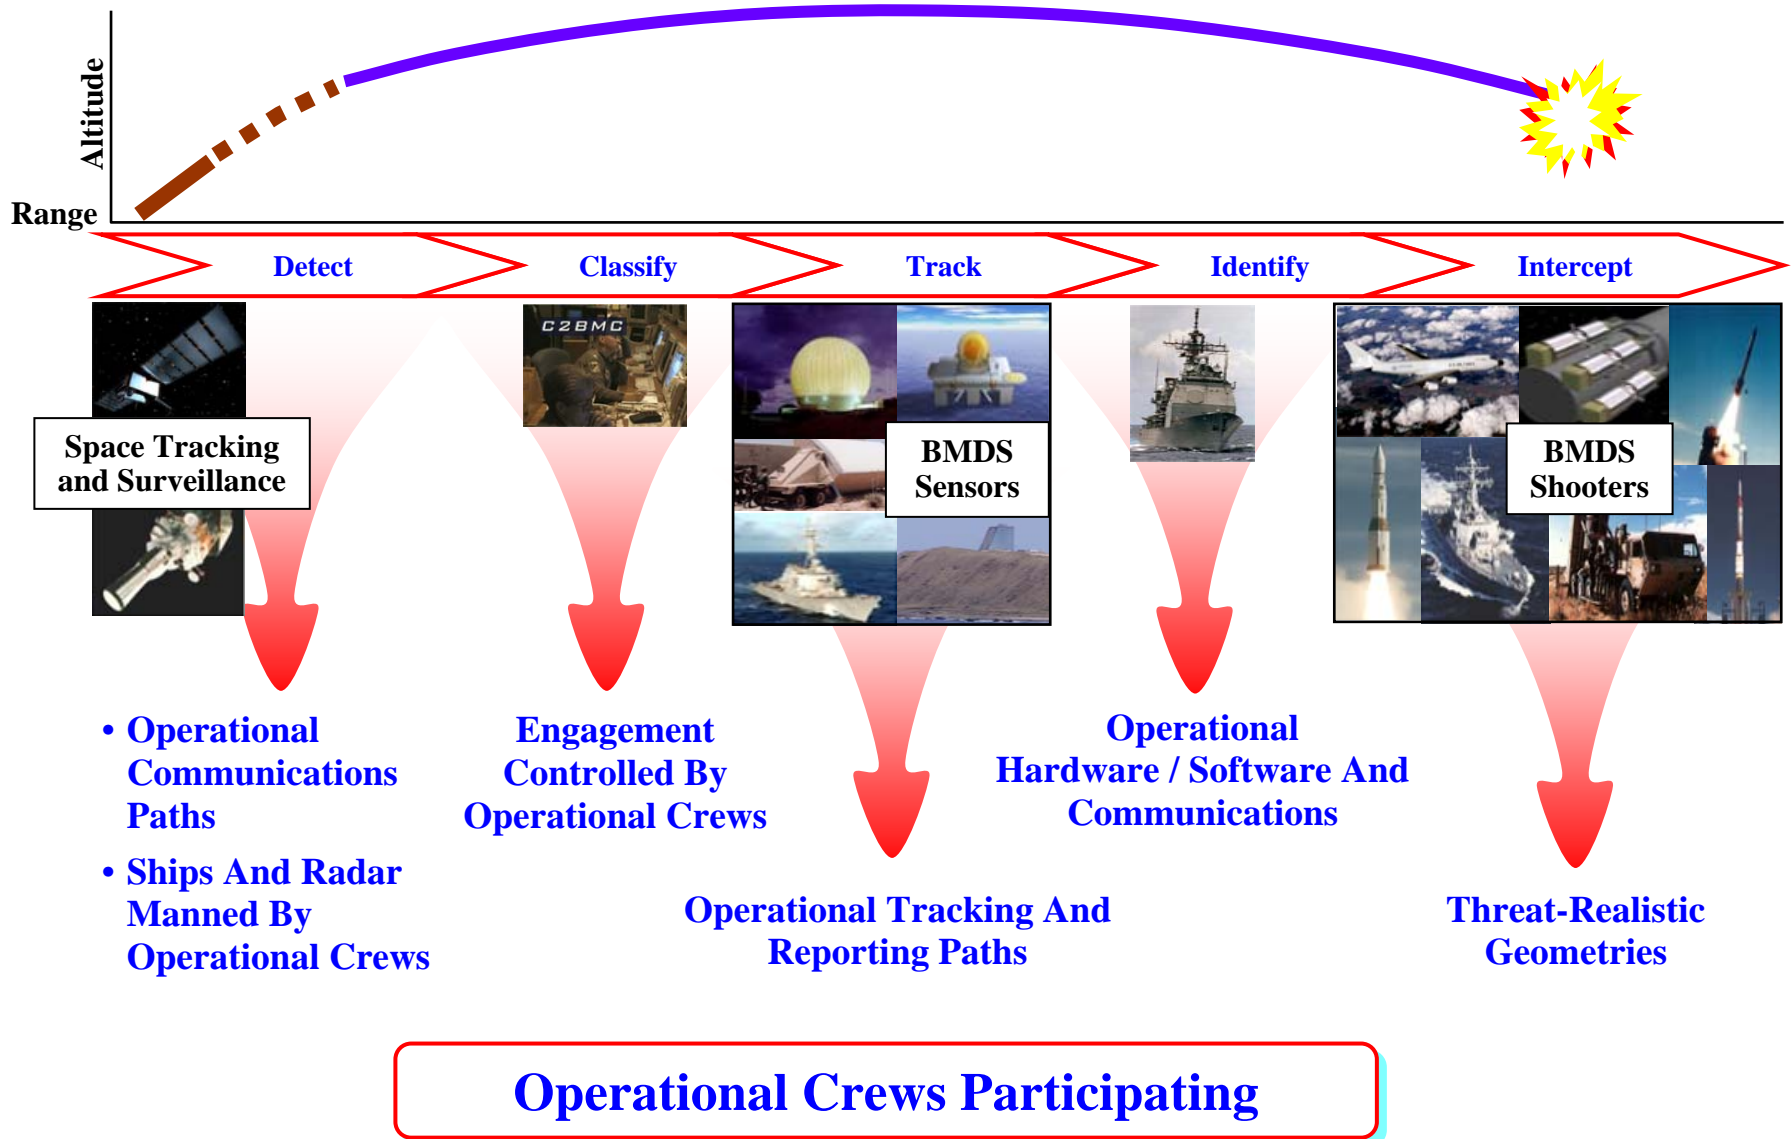 Altitude
Range
Detect
Classify
Track
Identify
Intercept
C2BMC
Space Tracking
and Surveillance
BMDS
Sensors
BMDS
Shooters
• Operational
Communications
Paths
• Ships And Radar
Manned By
Operational Crews
Engagement
Controlled By
Operational Crews
Operational Tracking And
Reporting Paths
Operational
Hardware / Software And
Communications
Threat-Realistic
Geometries
Operational Crews Participating